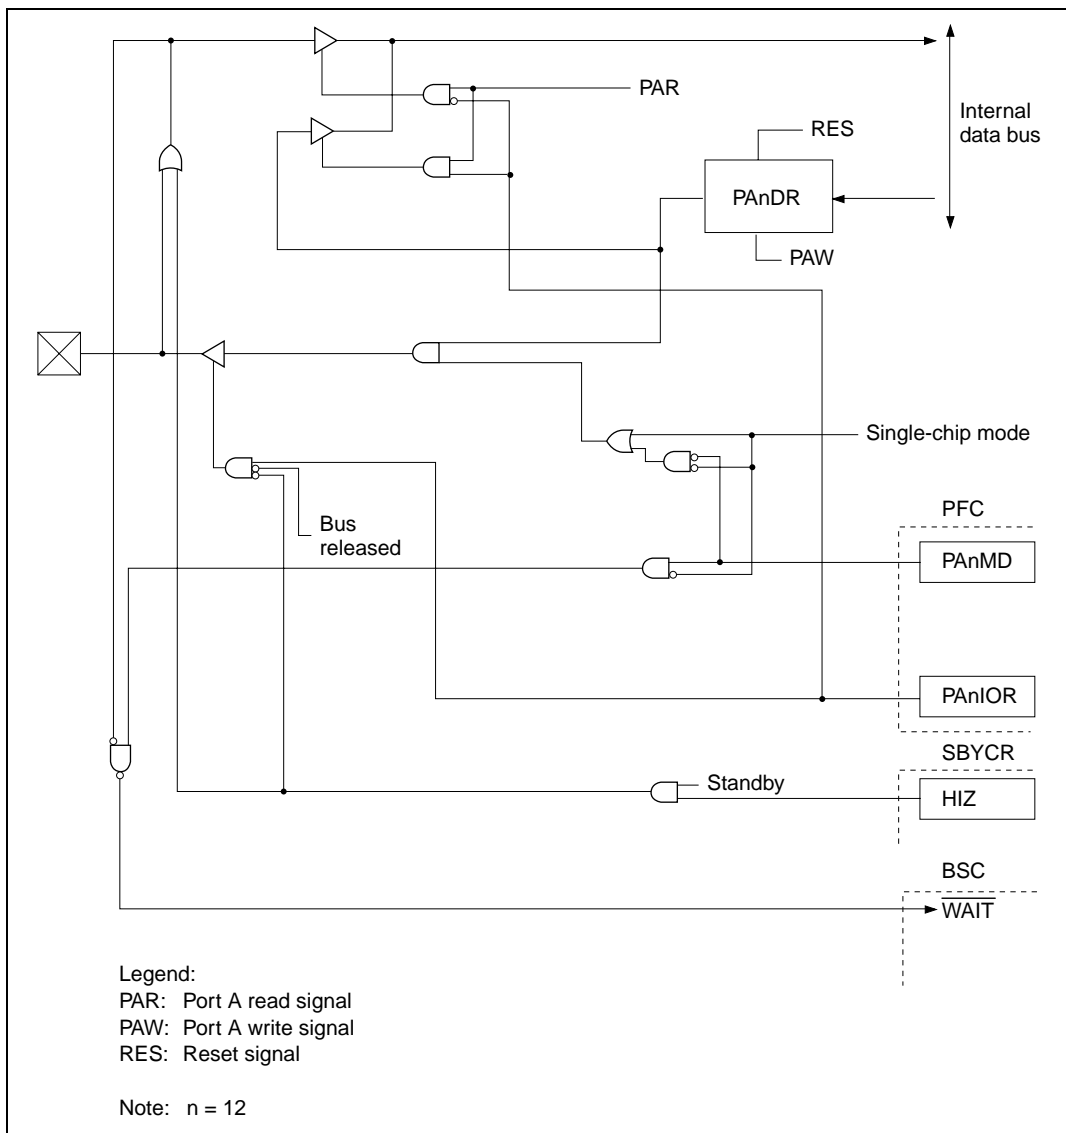 PAR
Internal
data bus
RES
PAnDR
PAW
Single-chip mode
Bus
released
PFC
PAnMD
PAnIOR
SBYCR
Standby
HIZ
BSC
WAIT
Legend:
PAR: Port A read signal
PAW: Port A write signal
RES: Reset signal
Note: n = 12